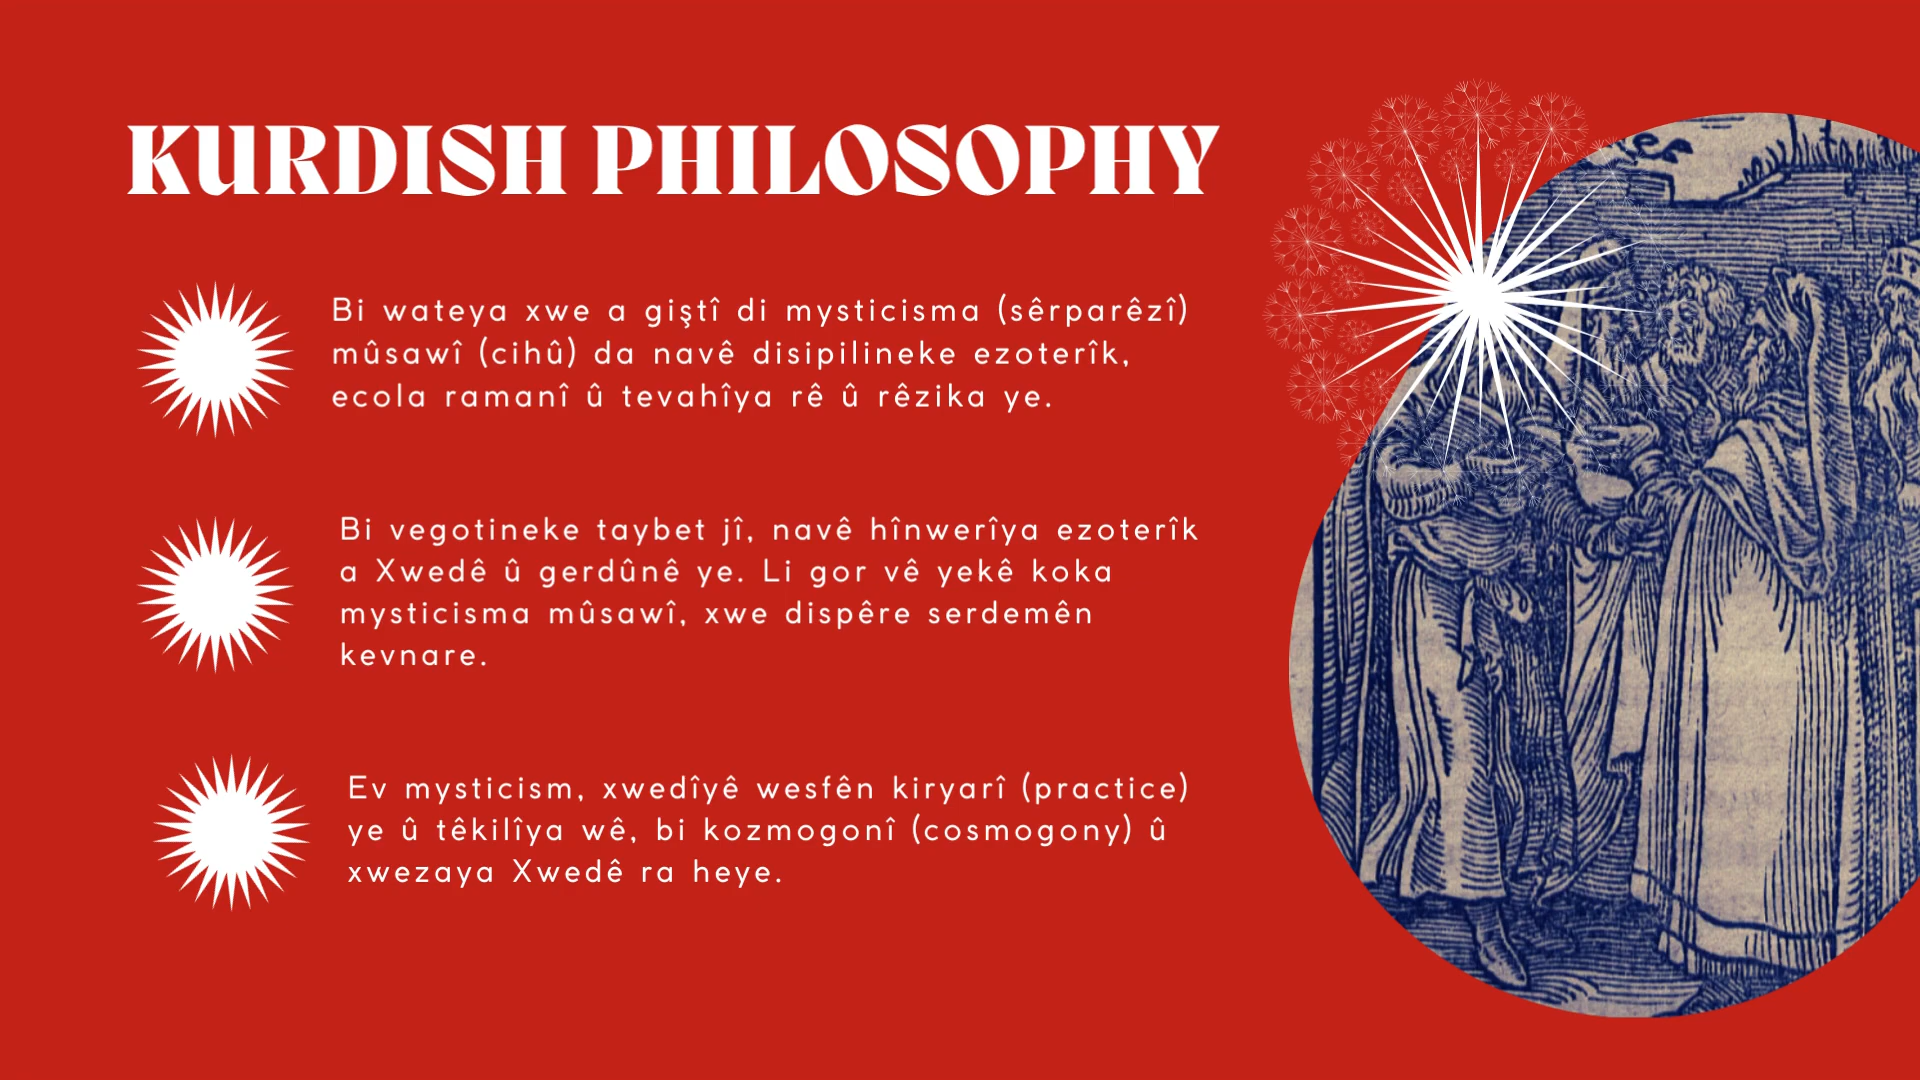 KURDISH PHILOSOPHY
Bi wateya xwe a giştî di mysticisma (sêrparêzî)
mûsawî (cihû) da navê disipilineke ezoterîk,
ecola ramanî û tevahîya rê û rêzika ye.
Bi vegotineke taybet jî, navê hînwerîya ezoterîk
a Xwedê û gerdûnê ye. Li gor vê yekê koka
mysticisma mûsawî, xwe dispêre serdemên
kevnare.
Ev mysticism, xwedîyê wesfên kiryarî (practice)
ye û têkilîya wê, bi kozmogonî (cosmogony) û
xwezaya Xwedê ra heye.